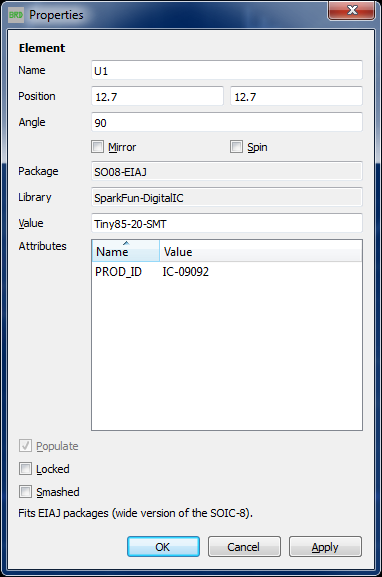 BRD Properties
Element
Name U1
Position 12.7 12.7
Angle 90
Mirror Spin
Package SO08-EIAJ
Library SparkFun-DigitalIC
Value Tiny85-20-SMT
Attributes Name Value
PROD_ID IC-09092
Populate
Locked
Smashed
Fits EIAJ packages (wide version of the SOIC-8).
OK Cancel Apply